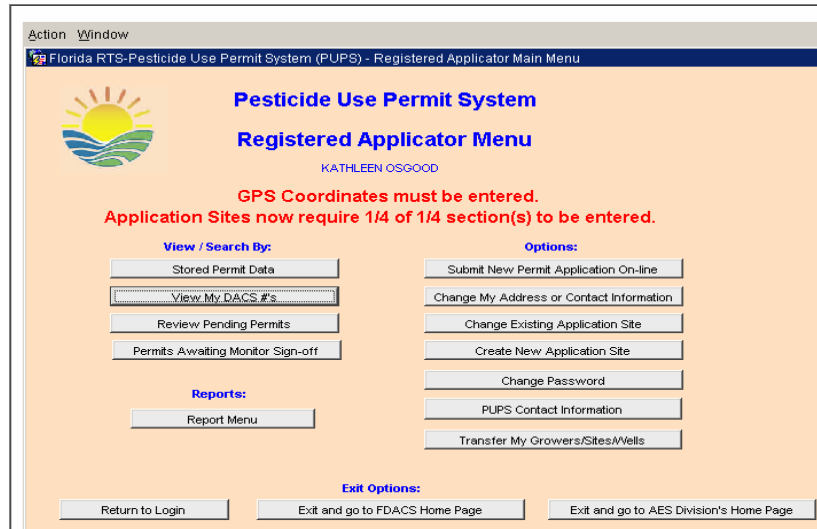 Action Window
Florida RTS-Pesticide Use Permit System (PUPS) - Registered Applicator Main Menu
Pesticide Use Permit System
Registered Applicator Menu
KATHLEEN OSGOOD
GPS Coordinates must be entered.
Application Sites now require 1/4 of 1/4 section(s) to be entered.
View / Search By:
Stored Permit Data
View My DACS #'s
Review Pending Permits
Permits Awaiting Monitor Sign-off
Reports:
Report Menu
Options:
Submit New Permit Application On-line
Change My Address or Contact Information
Change Existing Application Site
Create New Application Site
Change Password
PUPS Contact Information
Transfer My Growers/Sites/Wells
Exit Options:
Return to Login
Exit and go to FDACS Home Page
Exit and go to AES Division's Home Page